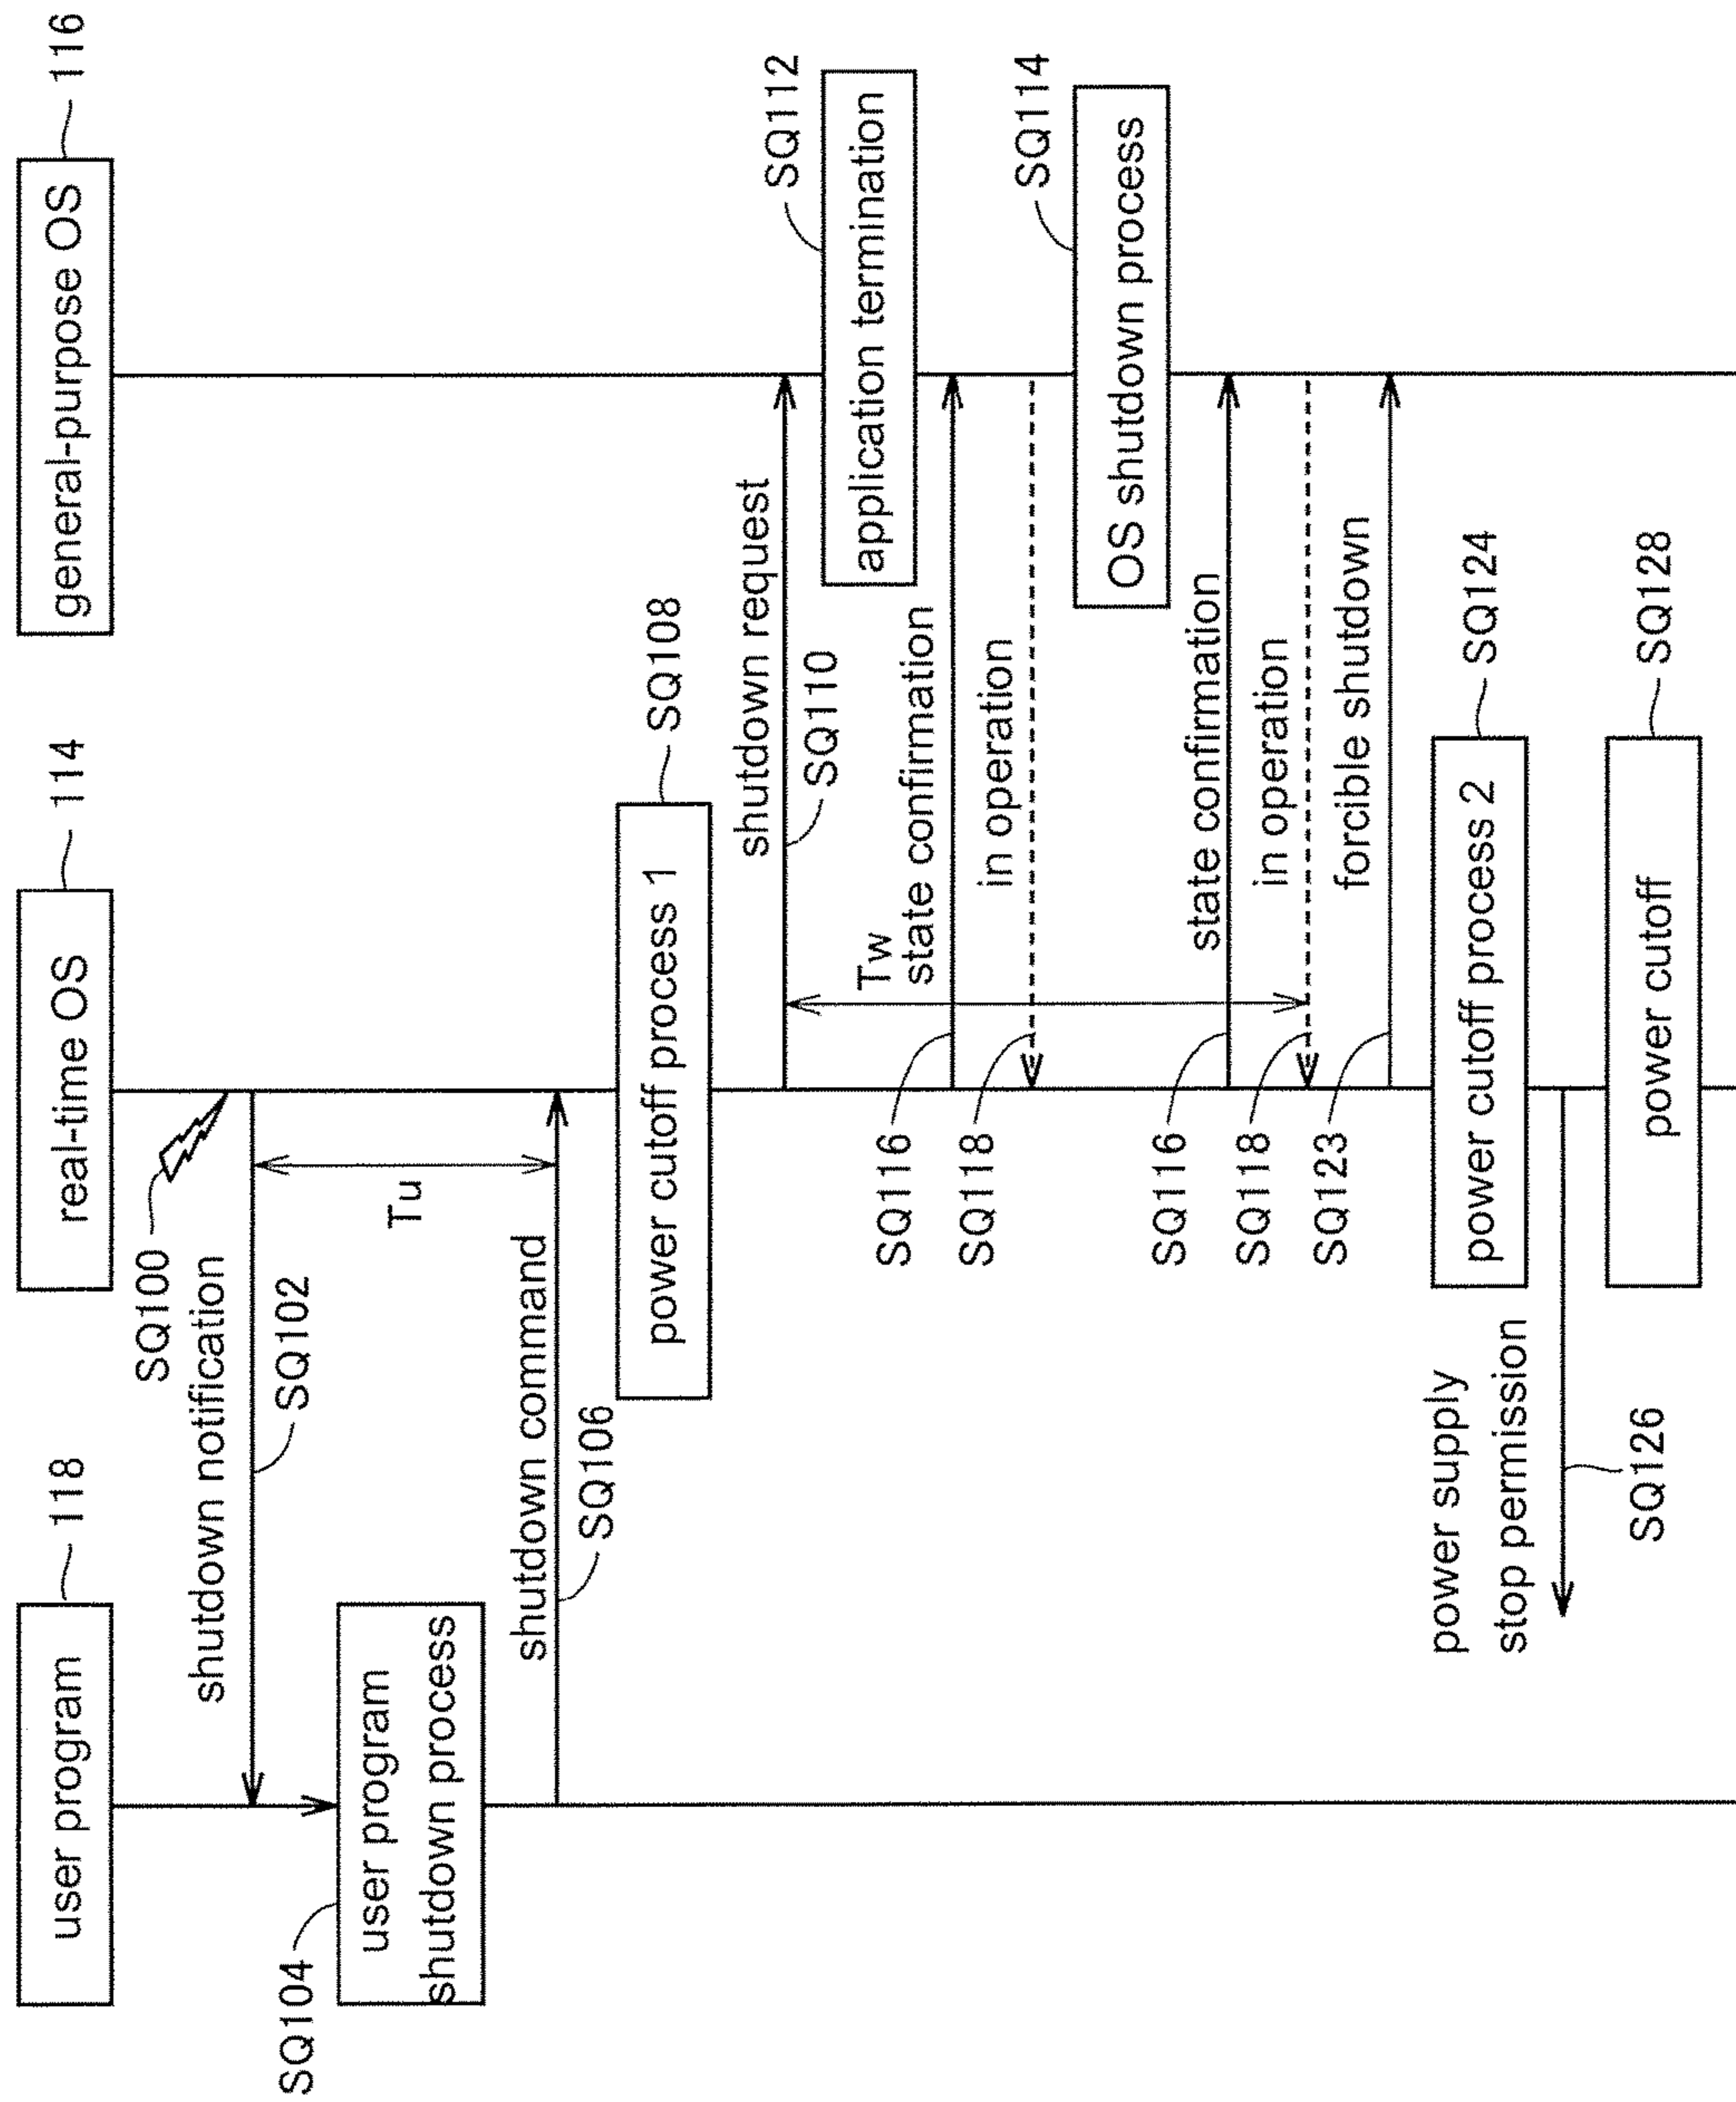 user program
118
real-time OS
114
general-purpose OS
116
SQ100
shutdown notification
SQ102
SQ104
user program
shutdown process
Tu
shutdown command
SQ106
power cutoff process 1
SQ108
shutdown request
SQ110
application termination
SQ112
Tw
state confirmation
SQ116
in operation
SQ118
OS shutdown process
SQ114
state confirmation
SQ116
in operation
SQ118
forcible shutdown
SQ123
power cutoff process 2
SQ124
power supply
stop permission
SQ126
power cutoff
SQ128